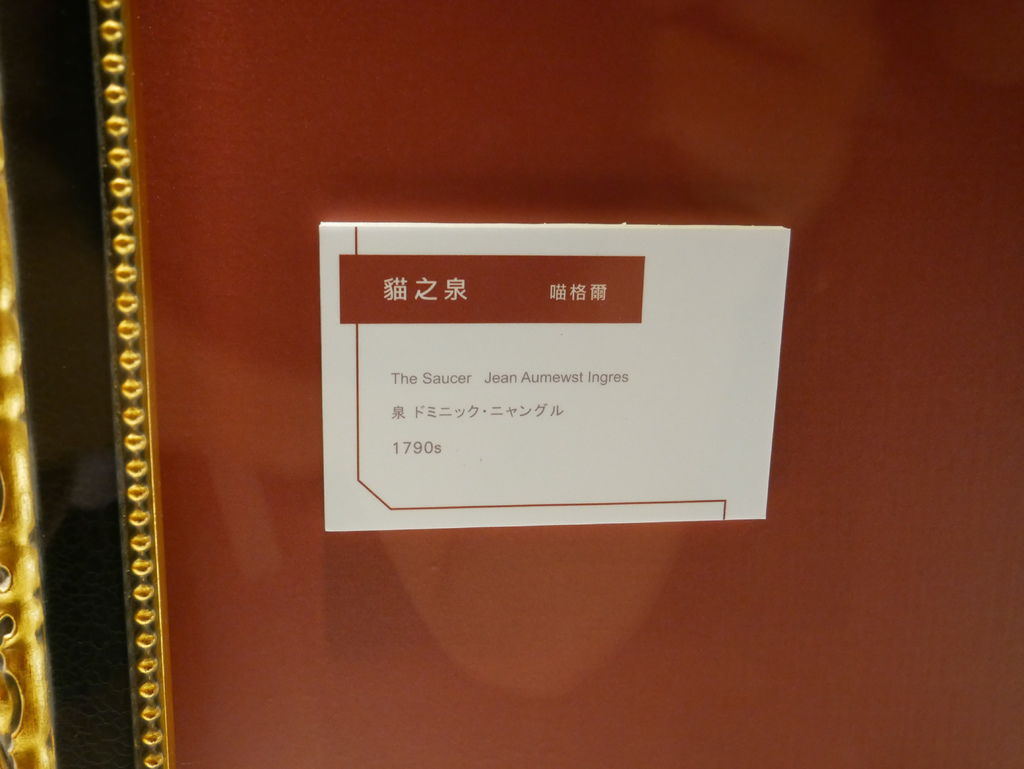 貓之泉 喵格爾
The Saucer Jean Aumewst Ingres
泉 ドミニック・ニャングル
1790s